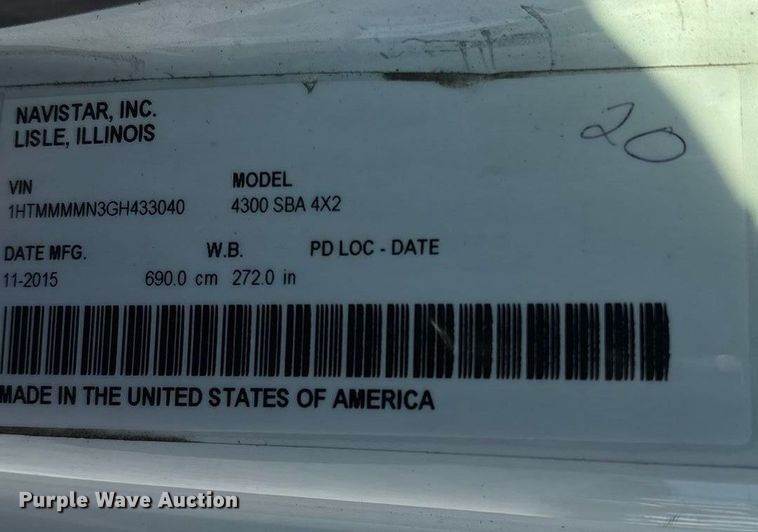 NAVISTAR, INC.
LISLE, ILLINOIS
20
VIN MODEL
1HTMMMMN3GH433040 4300 SBA 4X2
DATE MFG. W.B. PD LOC - DATE
11-2015 690.0 cm 272.0 in
MADE IN THE UNITED STATES OF AMERICA
Purple Wave Auction